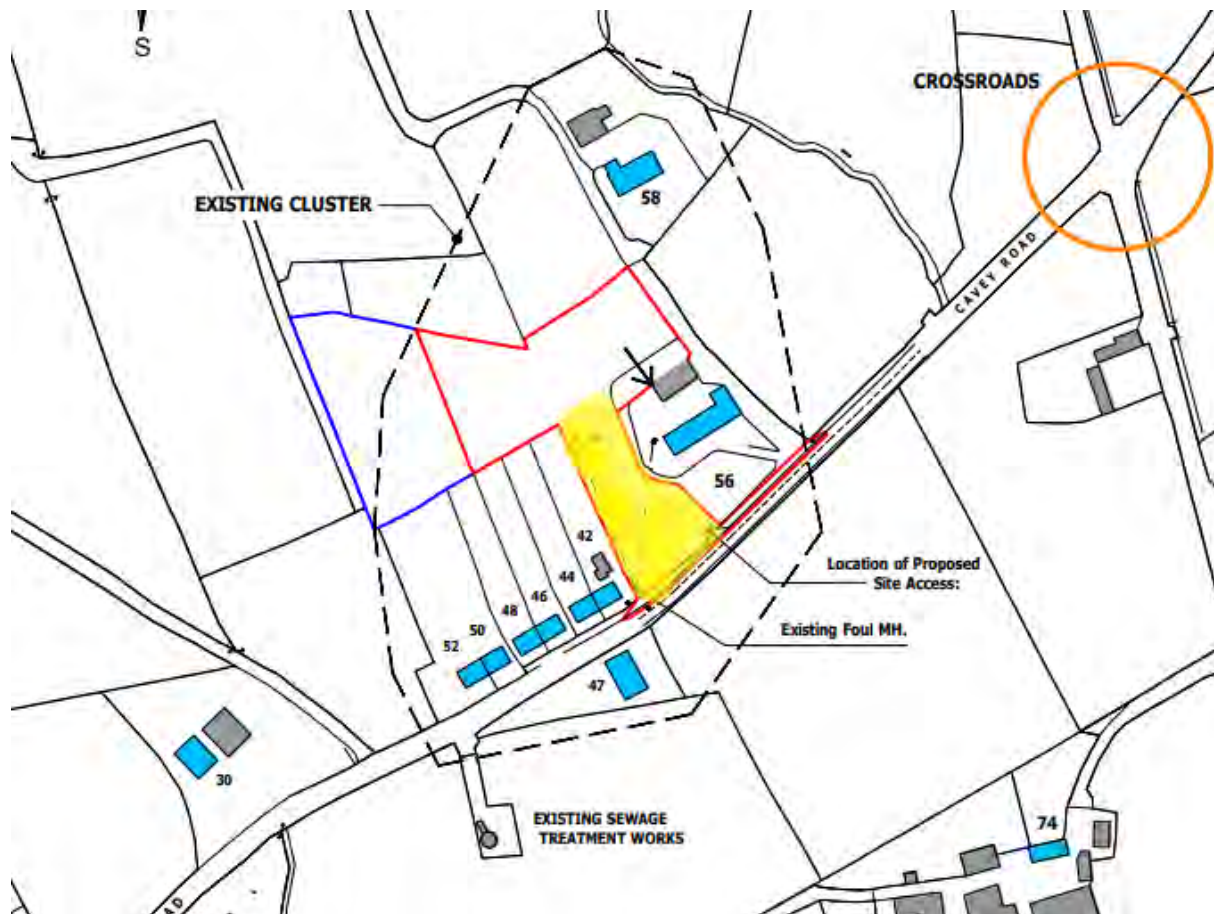 S
CROSSROADS
EXISTING CLUSTER
58
CAVEY ROAD
56
42
44
46
48
50
52
Location of Proposed
Site Access:
Existing Foul MH.
47
30
EXISTING SEWAGE
TREATMENT WORKS
74
AD